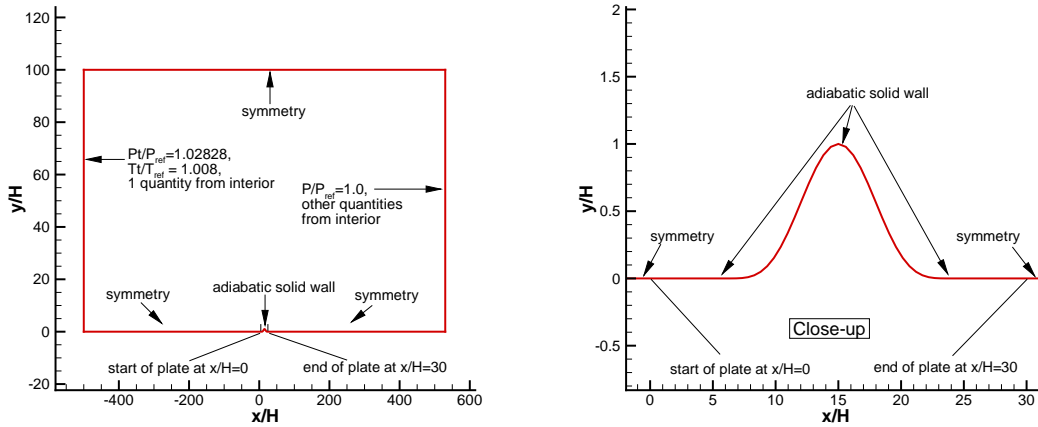 120
100
80
60
40
20
0
-20
y/H
-400
-200
0
200
400
600
x/H
symmetry
Pt/Pref=1.02828,
Tt/Tref = 1.008,
1 quantity from interior
P/Pref=1.0,
other quantities
from interior
symmetry
adiabatic solid wall
symmetry
start of plate at x/H=0
end of plate at x/H=30
2
1.5
1
0.5
0
-0.5
y/H
0
5
10
15
20
25
30
x/H
adiabatic solid wall
symmetry
symmetry
Close-up
start of plate at x/H=0
end of plate at x/H=30